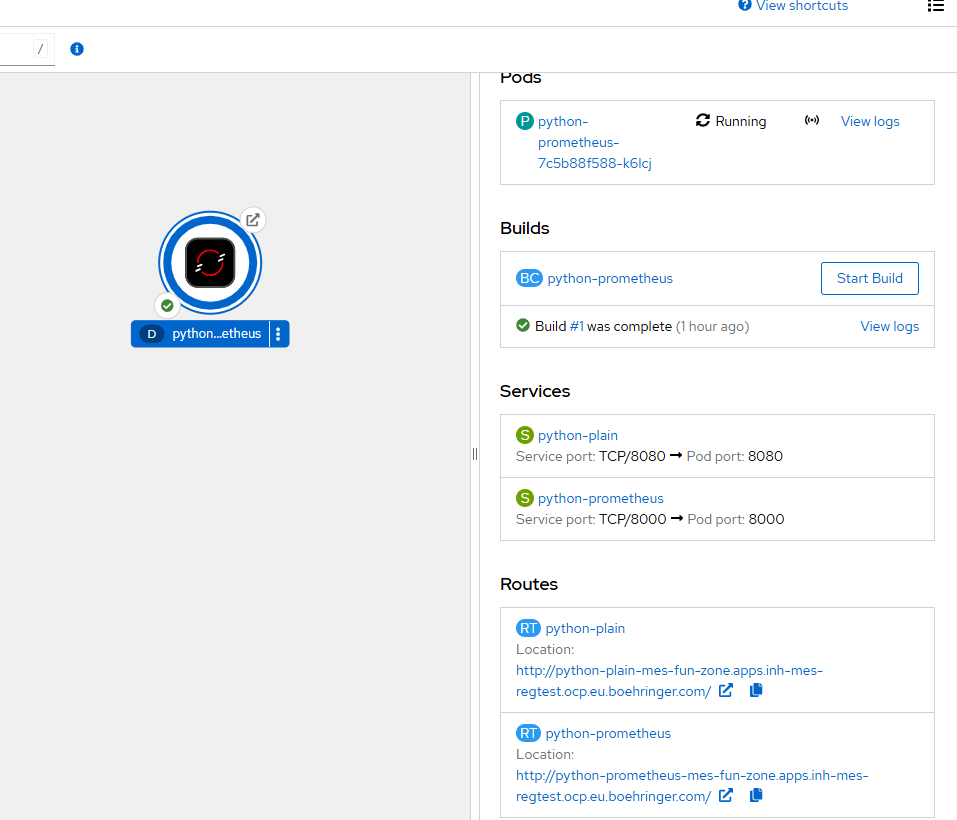 View shortcuts
/
Pods
P python-
prometheus-
7c5b88f588-k6lcj
Running
View logs
D python...etheus
Builds
BC python-prometheus
Start Build
Build #1 was complete (1 hour ago)
View logs
Services
S python-plain
Service port: TCP/8080 → Pod port: 8080
S python-prometheus
Service port: TCP/8000 → Pod port: 8000
Routes
RT python-plain
Location:
http://python-plain-mes-fun-zone.apps.inh-mes-
regtest.ocp.eu.boehringer.com/
RT python-prometheus
Location:
http://python-prometheus-mes-fun-zone.apps.inh-mes-
regtest.ocp.eu.boehringer.com/